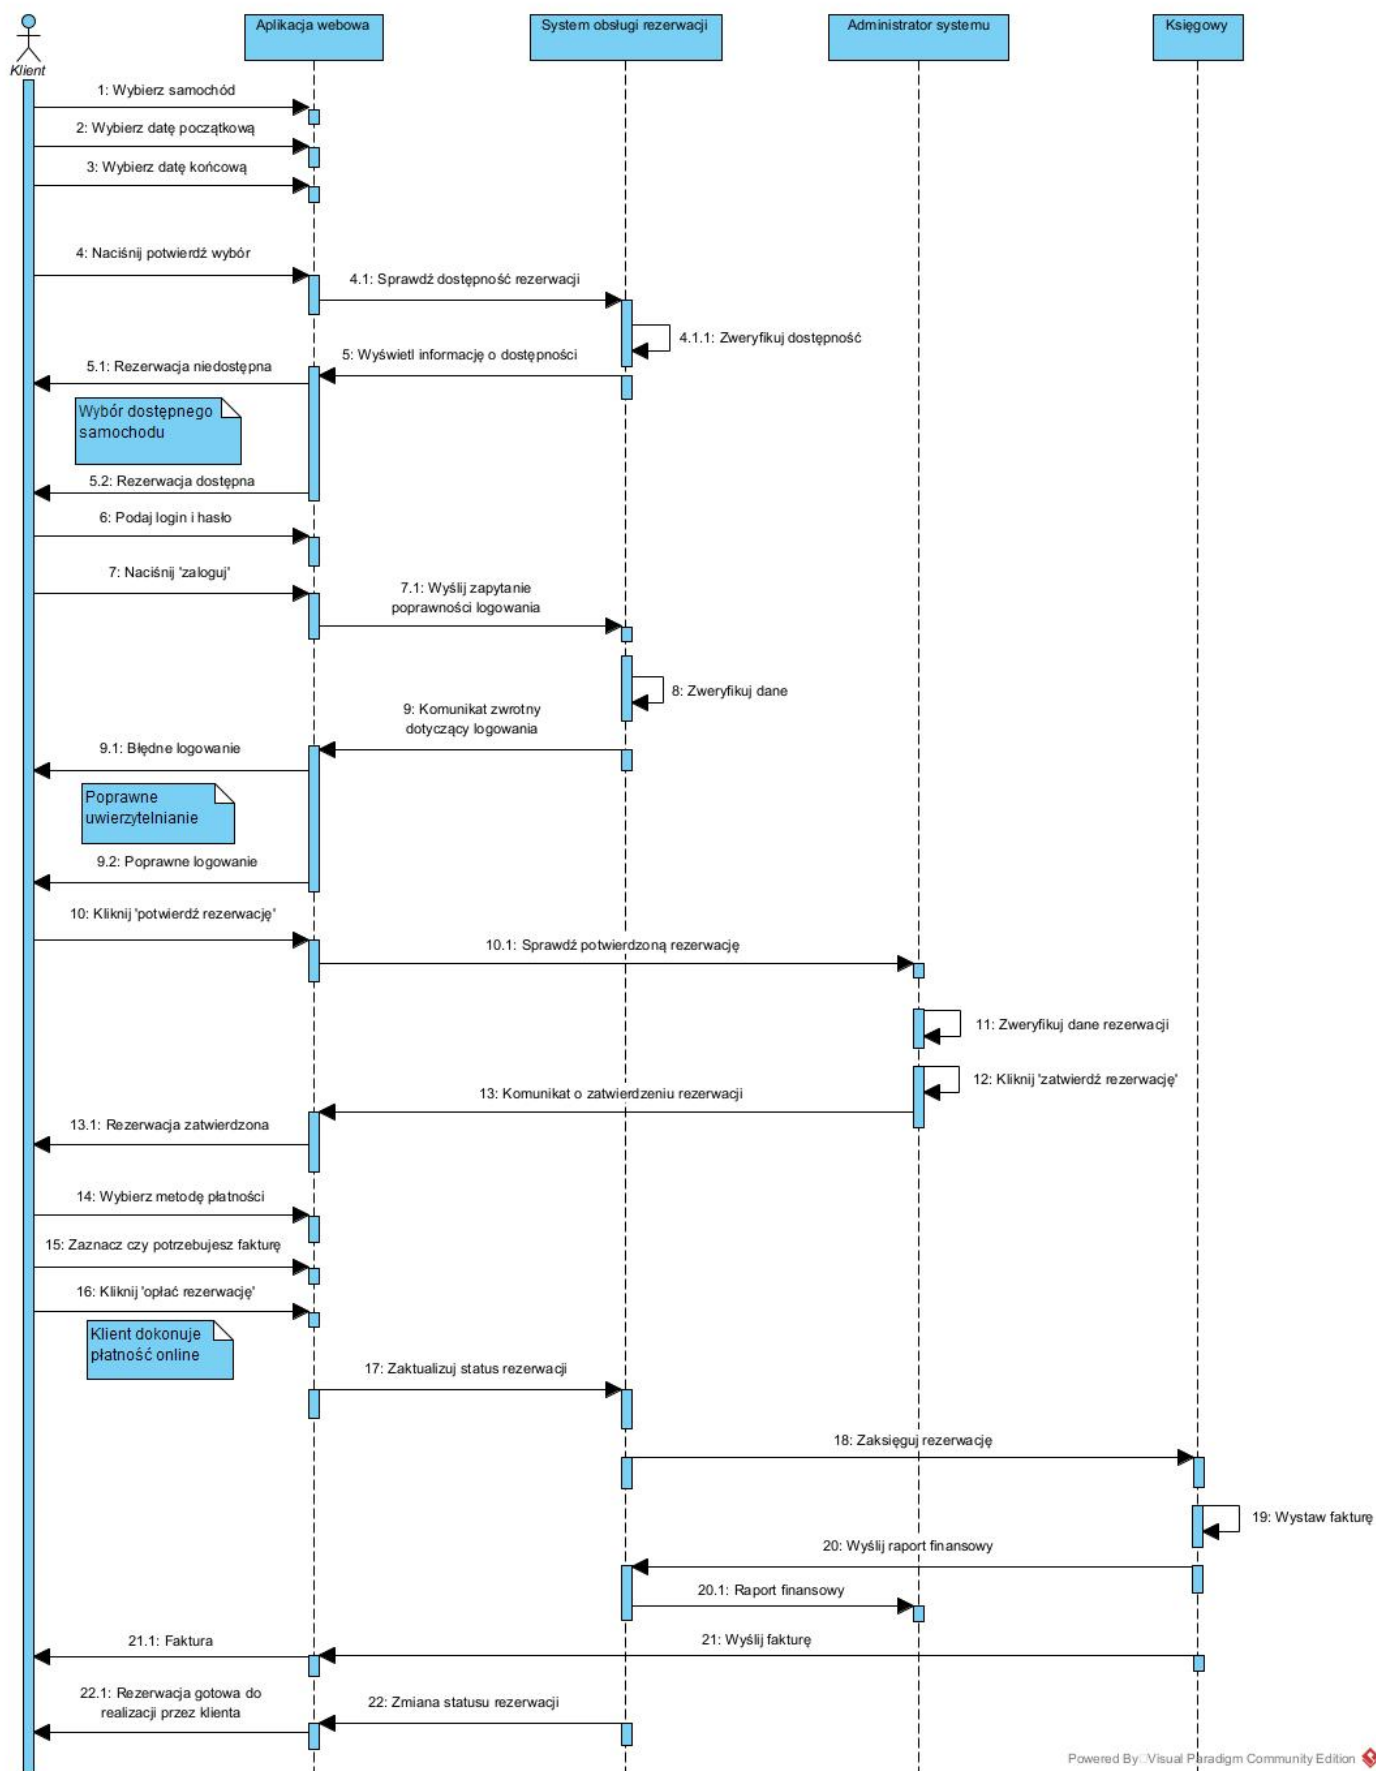 Klient
Aplikacja webowa
System obsługi rezerwacji
Administrator systemu
Księgowy
1: Wybierz samochód
2: Wybierz datę początkową
3: Wybierz datę końcową
4: Naciśnij potwierdź wybór
4.1: Sprawdź dostępność rezerwacji
4.1.1: Zweryfikuj dostępność
5: Wyświetl informację o dostępności
5.1: Rezerwacja niedostępna
Wybór dostępnego
samochodu
5.2: Rezerwacja dostępna
6: Podaj login i hasło
7: Naciśnij 'zaloguj'
7.1: Wyślij zapytanie
poprawności logowania
8: Zweryfikuj dane
9: Komunikat zwrotny
dotyczący logowania
9.1: Błędne logowanie
Poprawne
uwierzytelnianie
9.2: Poprawne logowanie
10: Kliknij 'potwierdź rezerwację'
10.1: Sprawdź potwierdzoną rezerwację
11: Zweryfikuj dane rezerwacji
12: Kliknij 'zatwierdź rezerwację'
13: Komunikat o zatwierdzeniu rezerwacji
13.1: Rezerwacja zatwierdzona
14: Wybierz metodę płatności
15: Zaznacz czy potrzebujesz fakturę
16: Kliknij 'opłać rezerwację'
Klient dokonuje
płatność online
17: Zaktualizuj status rezerwacji
18: Zaksięguj rezerwację
19: Wystaw fakturę
20: Wyślij raport finansowy
20.1: Raport finansowy
21: Wyślij fakturę
21.1: Faktura
22: Zmiana statusu rezerwacji
22.1: Rezerwacja gotowa do
realizacji przez klienta
Powered By Visual Paradigm Community Edition